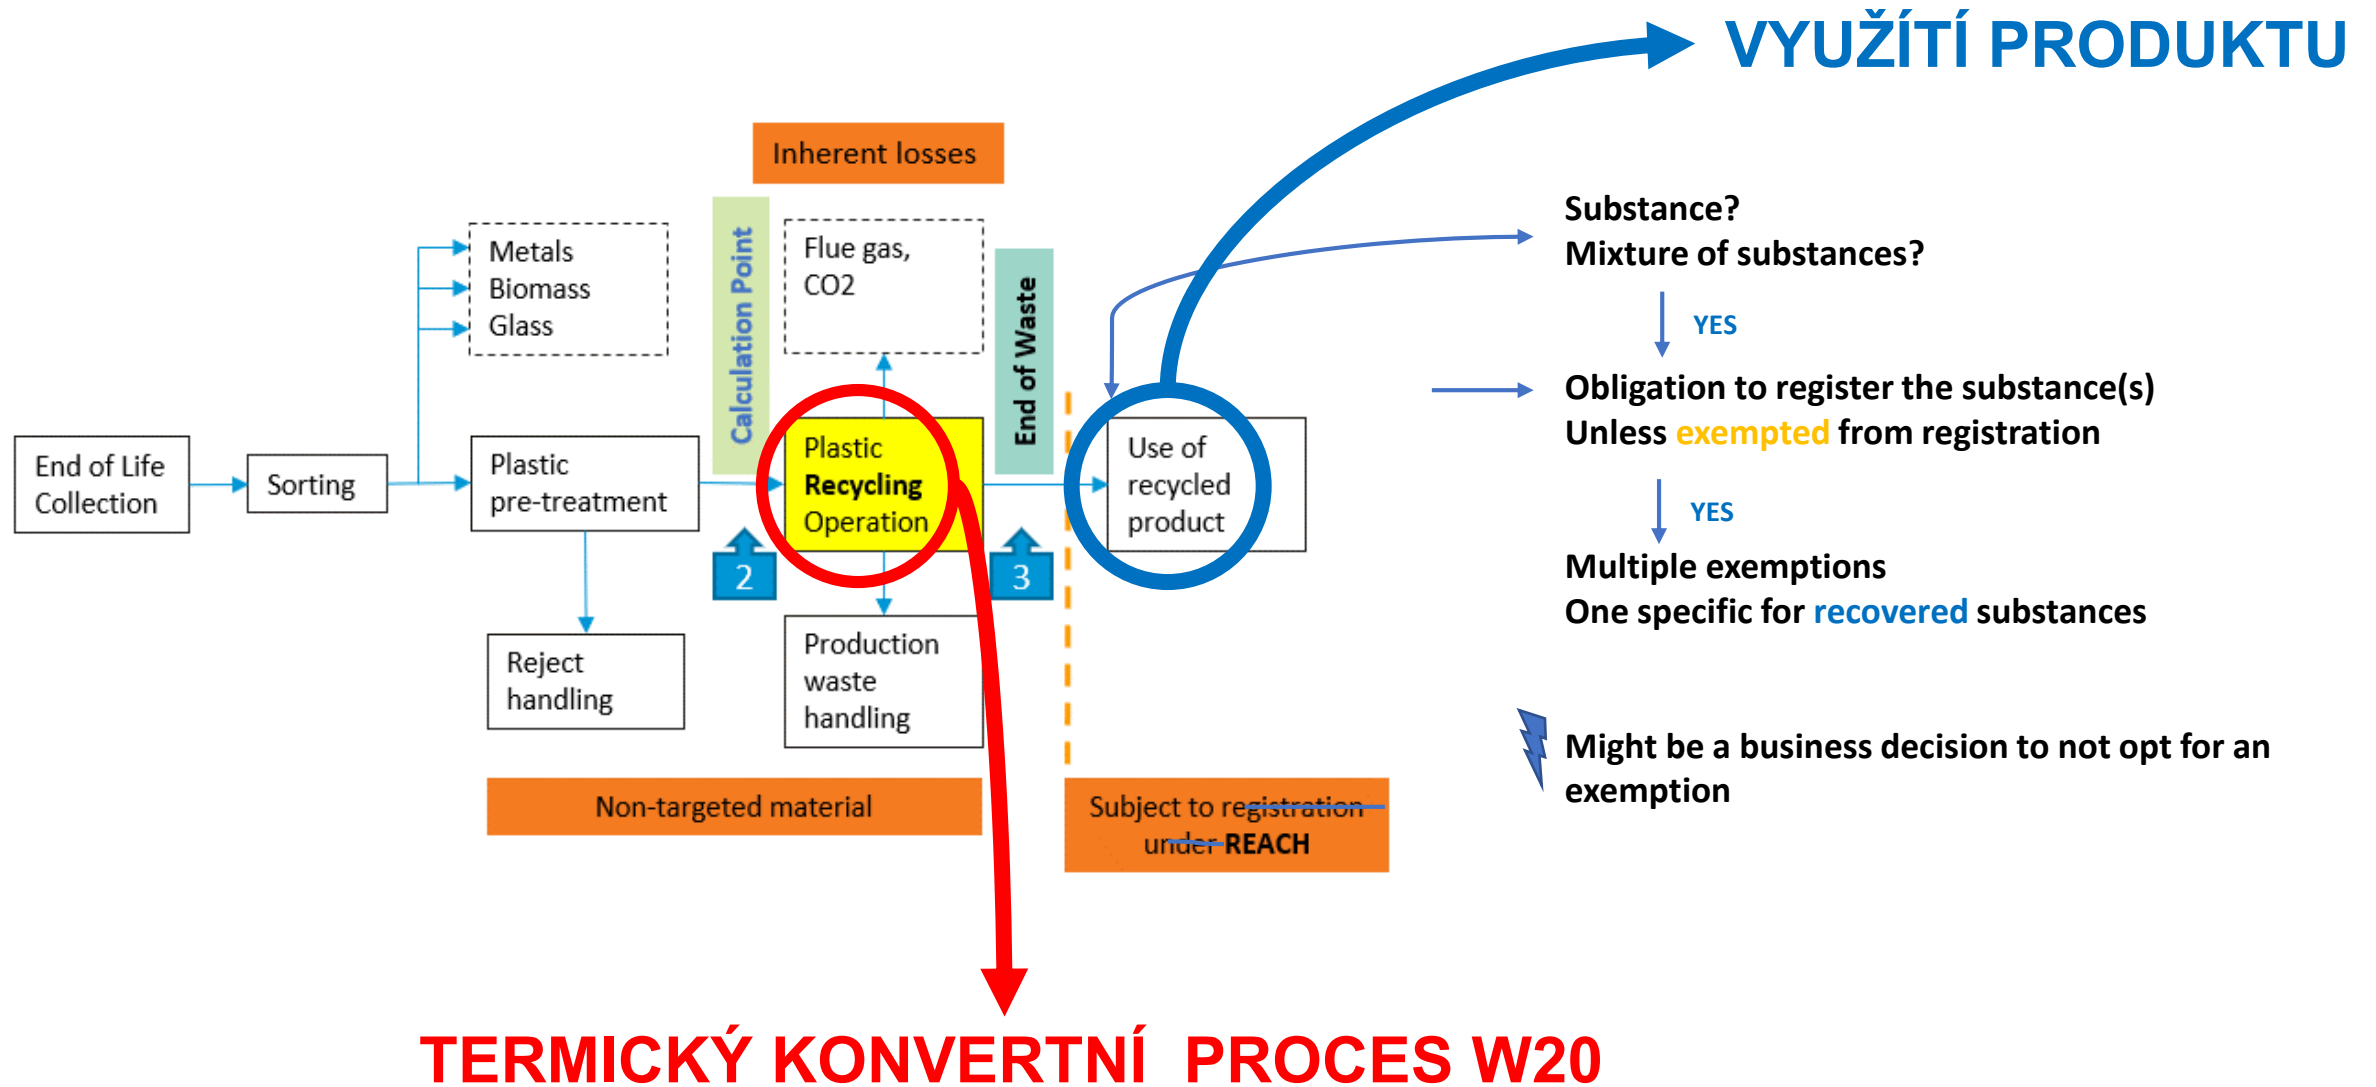 VYUŽÍTÍ PRODUKTU
Inherent losses
Metals
Biomass
Glass
Calculation Point
Flue gas,
CO2
End of Waste
End of Life
Collection
Sorting
Plastic
pre-treatment
Plastic
Recycling
Operation
Use of
recycled
product
2
3
Reject
handling
Production
waste
handling
Non-targeted material
Subject to registration
under REACH
Substance?
Mixture of substances?
YES
Obligation to register the substance(s)
Unless exempted from registration
YES
Multiple exemptions
One specific for recovered substances
Might be a business decision to not opt for an
exemption
TERMICKÝ KONVERTNÍ PROCES W20